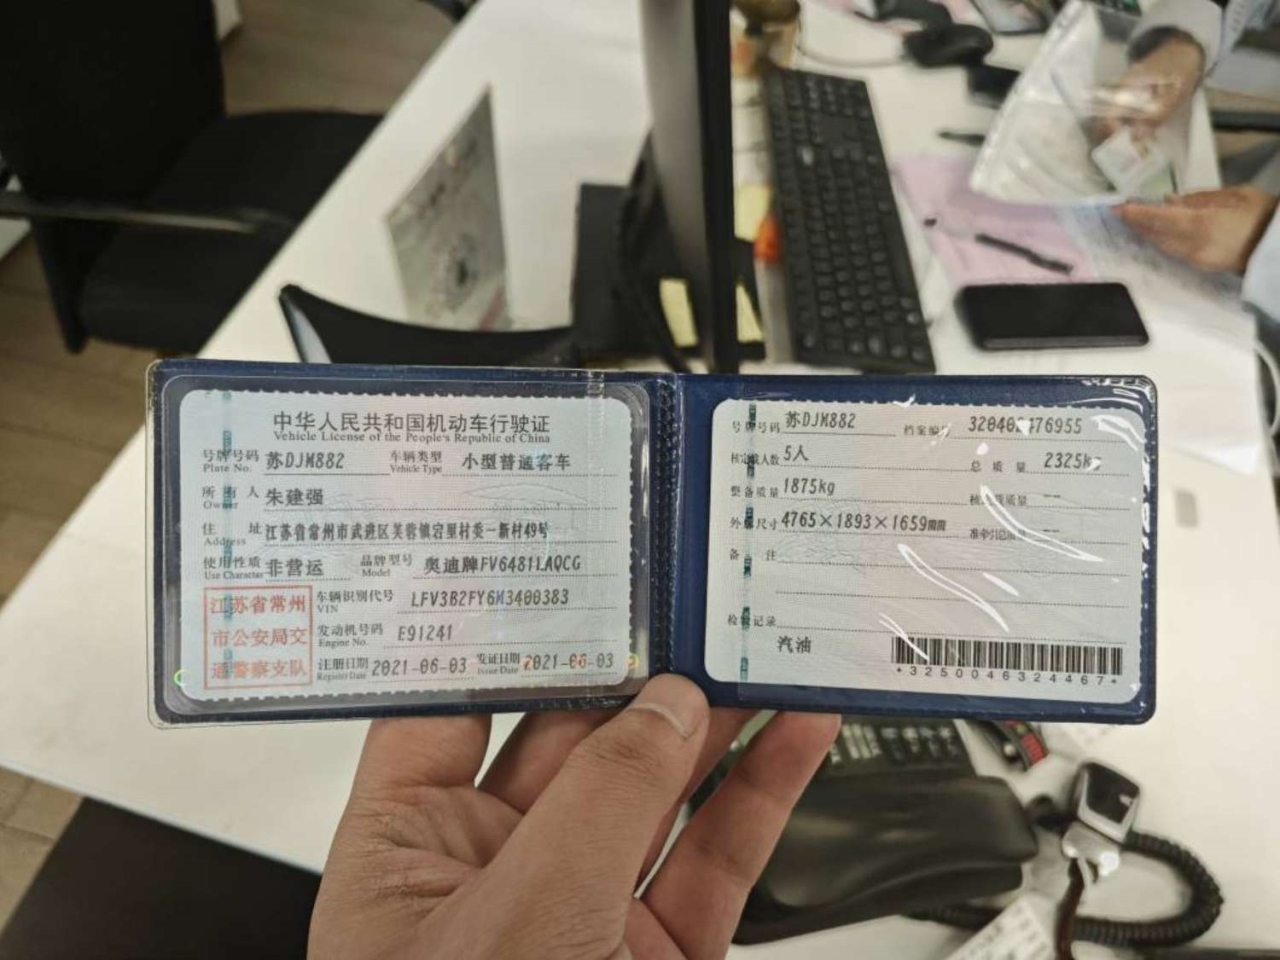 中华人民共和国机动车行驶证
Vehicle License of the People's Republic of China
号牌号码 苏DJM882 车辆类型 小型普通客车
Plate No. Vehicle Type
所有人 朱建强
Owner
住址 江苏省常州市武进区芙蓉镇宕里村委一新村49号
Address
使用性质 非营运 品牌型号 奥迪牌FV6481LAQCG
Use Character Model
江苏省常州
市公安局交
通警察支队
车辆识别代号 LFV3B2FY6M3400383
VIN
发动机号码 E91241
Engine No.
注册日期 2021-06-03 发证日期 2021-06-03
Register Date Issue Date
号牌号码 苏DJM882 档案编号
核定载人数 5人 总质量 2325kg
整备质量 1875kg 核定载质量 --
外廓尺寸 4765×1893×1659mm 准牵引总质量 --
备注
检验记录
汽油
*3250046324467*